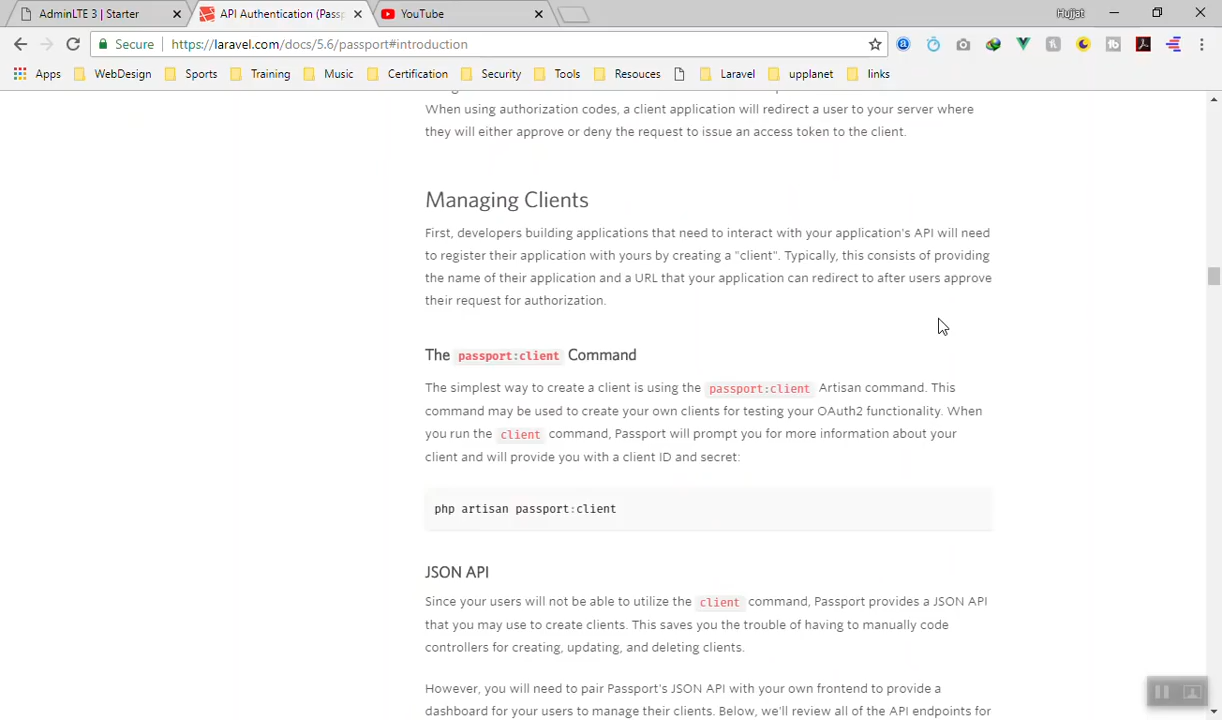 AdminLTE 3 | Starter
API Authentication (Passp
YouTube
Hujjat
Secure
https://laravel.com/docs/5.6/passport#introduction
Apps
WebDesign
Sports
Training
Music
Certification
Security
Tools
Resouces
Laravel
upplanet
links
When using authorization codes, a client application will redirect a user to your server where
they will either approve or deny the request to issue an access token to the client.
Managing Clients
First, developers building applications that need to interact with your application's API will need
to register their application with yours by creating a "client". Typically, this consists of providing
the name of their application and a URL that your application can redirect to after users approve
their request for authorization.
The passport:client Command
The simplest way to create a client is using the passport:client Artisan command. This
command may be used to create your own clients for testing your OAuth2 functionality. When
you run the client command, Passport will prompt you for more information about your
client and will provide you with a client ID and secret:
php artisan passport:client
JSON API
Since your users will not be able to utilize the client command, Passport provides a JSON API
that you may use to create clients. This saves you the trouble of having to manually code
controllers for creating, updating, and deleting clients.
However, you will need to pair Passport's JSON API with your own frontend to provide a
dashboard for your users to manage their clients. Below, we'll review all of the API endpoints for